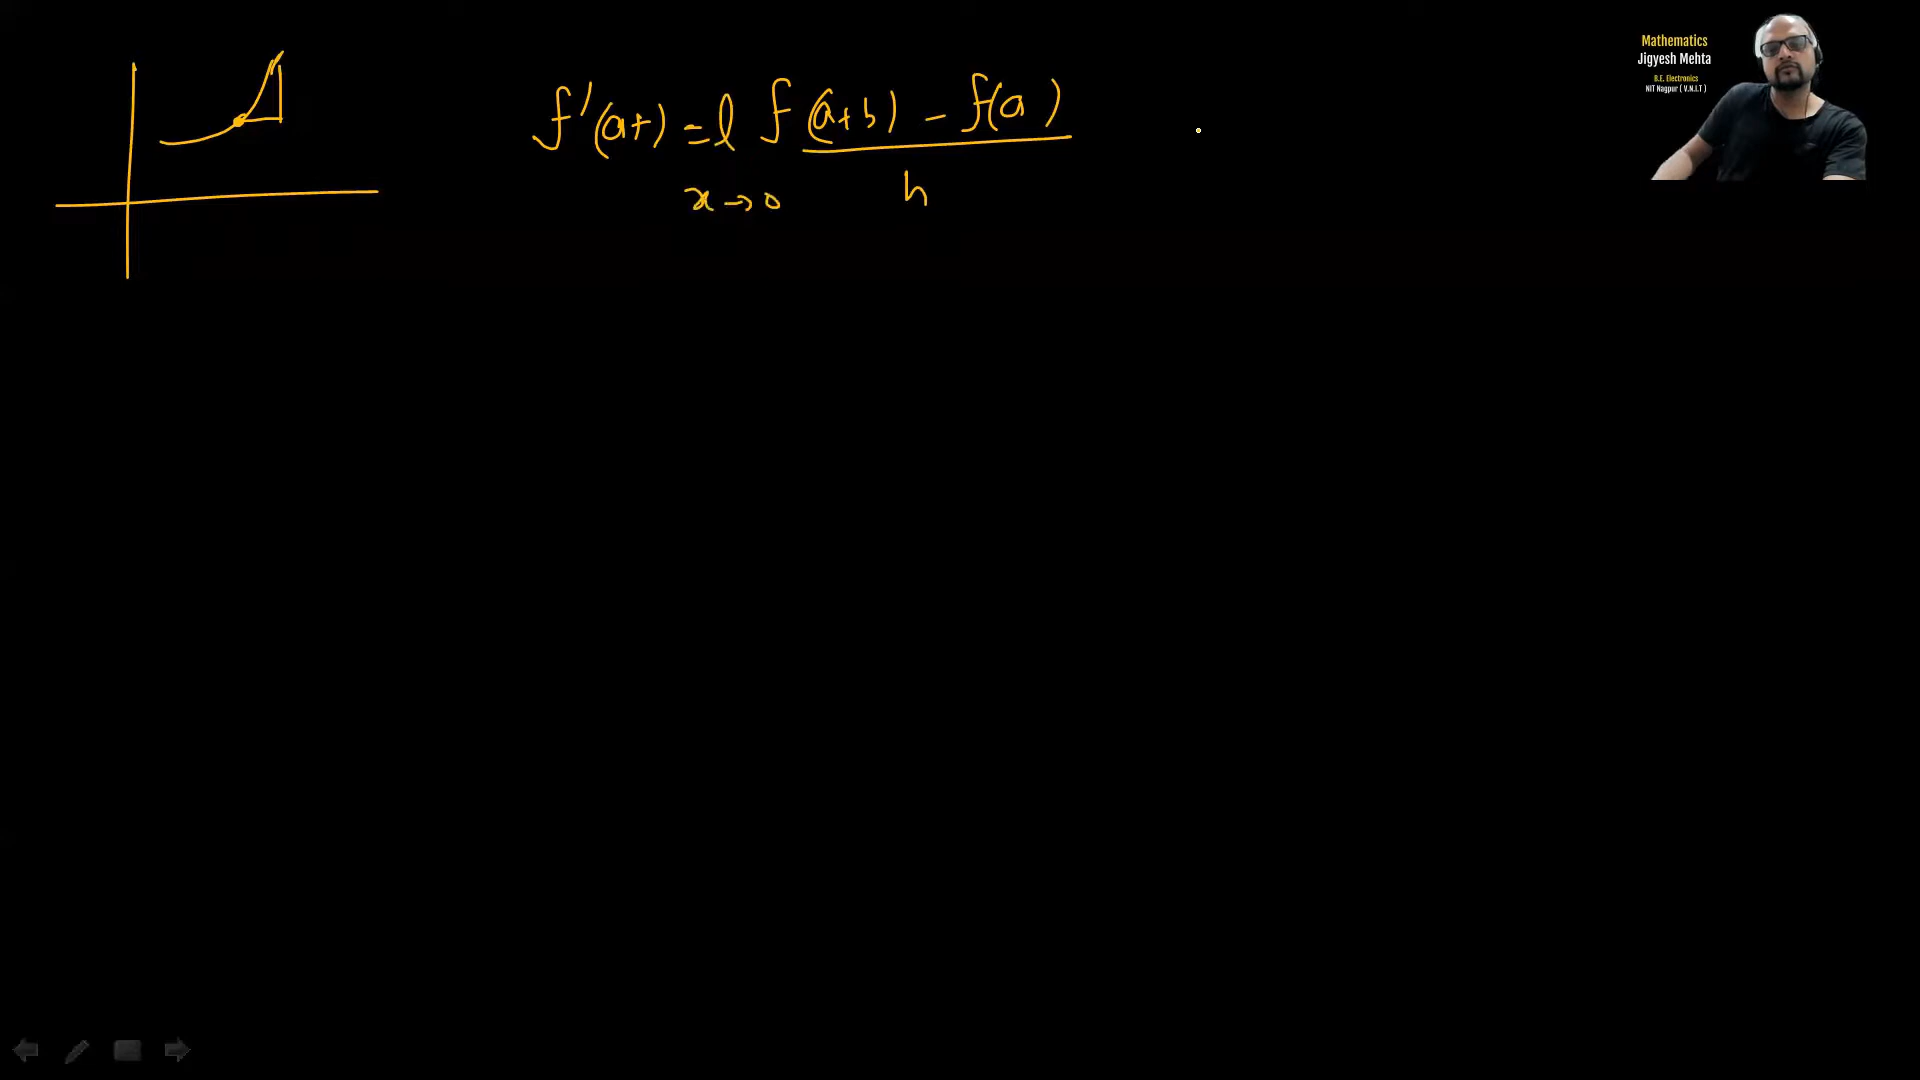 Mathematics
Jigyesh Mehta
B.E. Electronics
NIT Nagpur ( V.N.I.T )
f'(a+) = l f(a+h) - f(a)
x→0 h